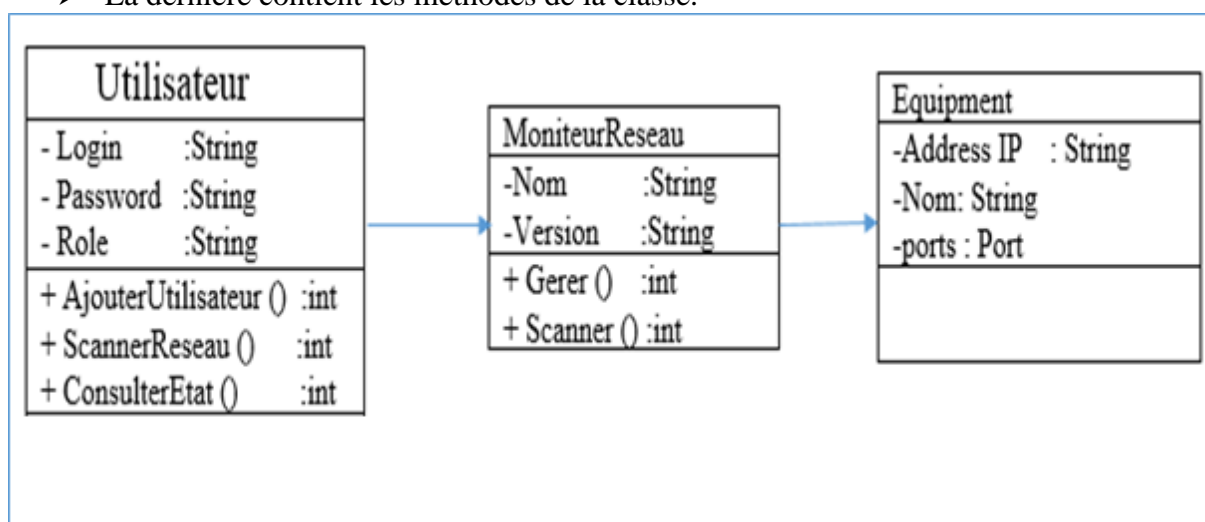 ➤ La dernière contient les méthodes de la classe.
Utilisateur
- Login :String
- Password :String
- Role :String
+ AjouterUtilisateur () :int
+ ScannerReseau () :int
+ ConsulterEtat () :int
MoniteurReseau
-Nom :String
-Version :String
+ Gerer () :int
+ Scanner () :int
Equipment
-Address IP : String
-Nom: String
-ports : Port